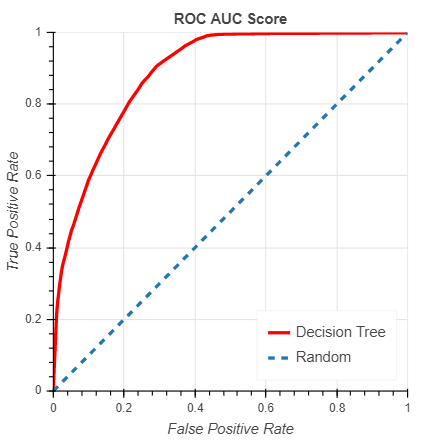 ROC AUC Score
1
0.8
0.6
0.4
0.2
0
True Positive Rate
Decision Tree
Random
0 0.2 0.4 0.6 0.8 1
False Positive Rate